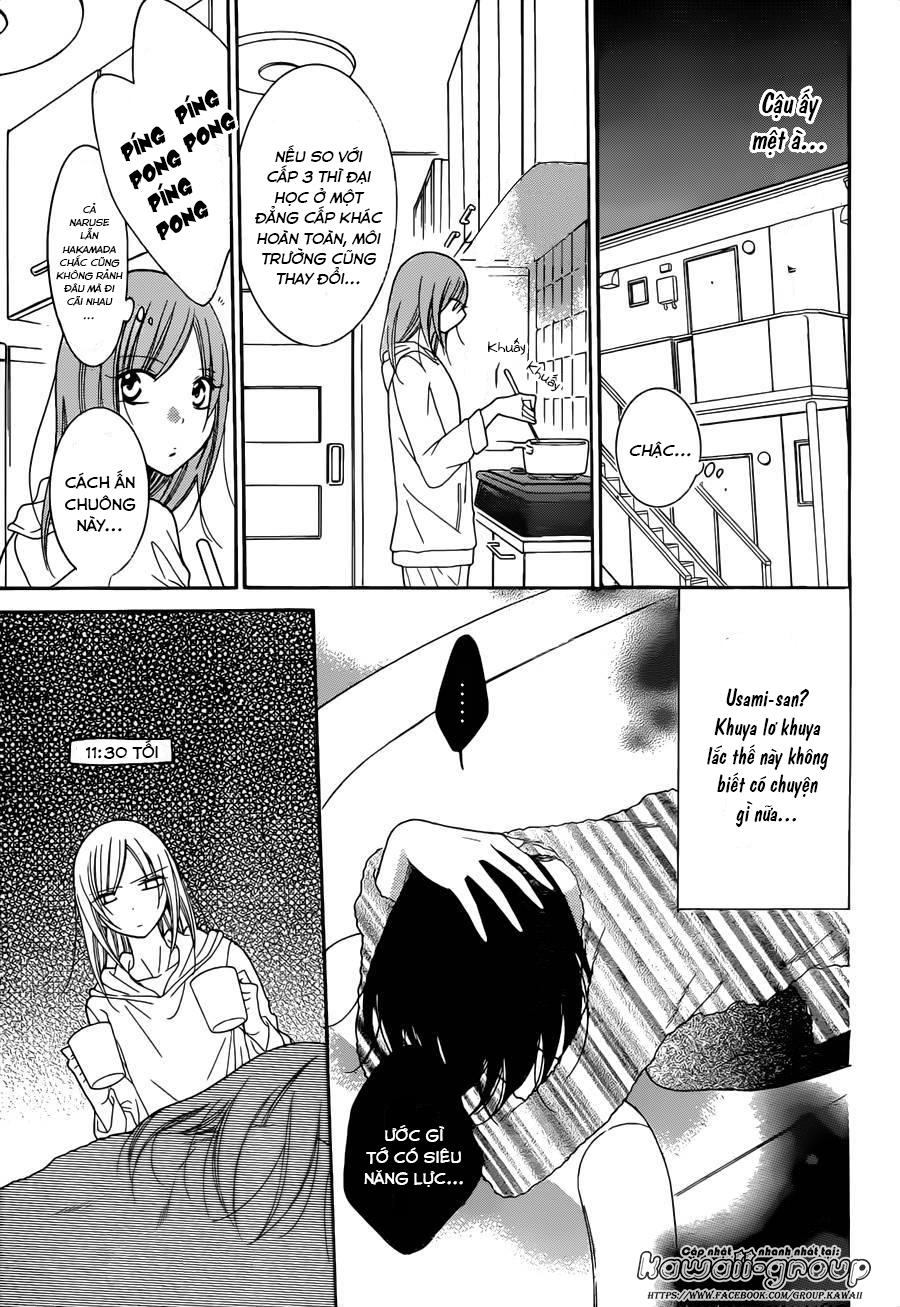 Cậu ấy
mệt à...
CHẬC...
NẾU SO VỚI
CẤP 3 THÌ ĐẠI
HỌC Ở MỘT
ĐẲNG CẤP KHÁC
HOÀN TOÀN, MÔI
TRƯỜNG CŨNG
THAY ĐỔI...
Khuấy
Khuấy
PÍNG PÍNG
PONG PONG
PÍNG
PONG
CẢ
NARUSE
LẪN
HAKAMADA
CHẮC CŨNG
KHÔNG RẢNH
ĐÂU MÀ ĐI
CÃI NHAU
...
CÁCH ẤN
CHUÔNG
NÀY...
Usami-san?
Khuya lơ khuya
lắc thế này không
biết có chuyện
gì nữa...
......
ƯỚC GÌ
TỚ CÓ SIÊU
NĂNG LỰC...
11:30 TỐI
Cập nhật nhanh nhất tại:
kawaii-group
HTTPS://WWW.FACEBOOK.COM/GROUP.KAWAII